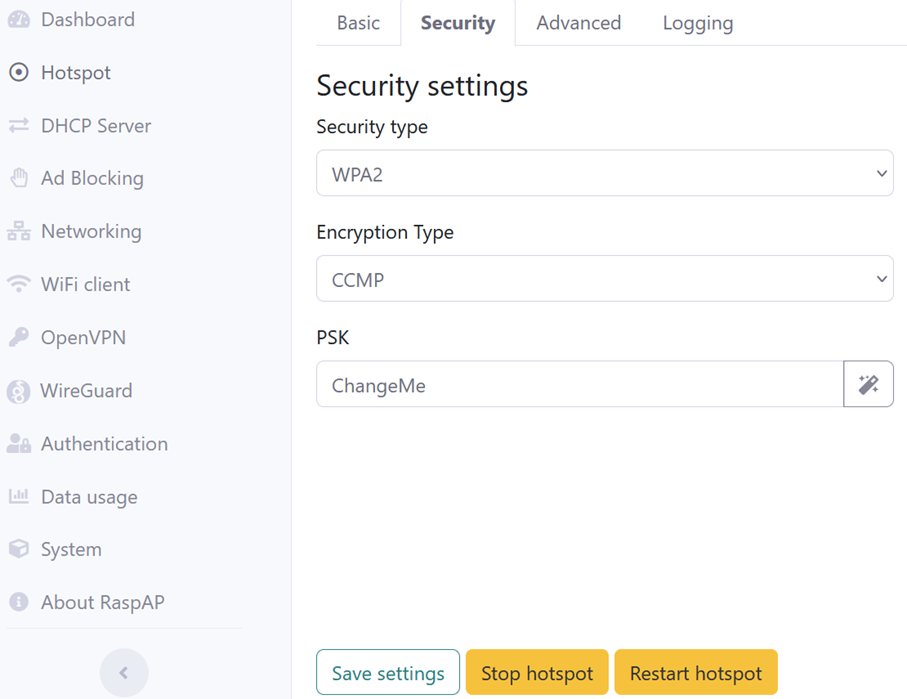 Dashboard
Hotspot
DHCP Server
Ad Blocking
Networking
WiFi client
OpenVPN
WireGuard
Authentication
Data usage
System
About RaspAP
Basic
Security
Advanced
Logging
Security settings
Security type
WPA2
Encryption Type
CCMP
PSK
ChangeMe
Save settings
Stop hotspot
Restart hotspot